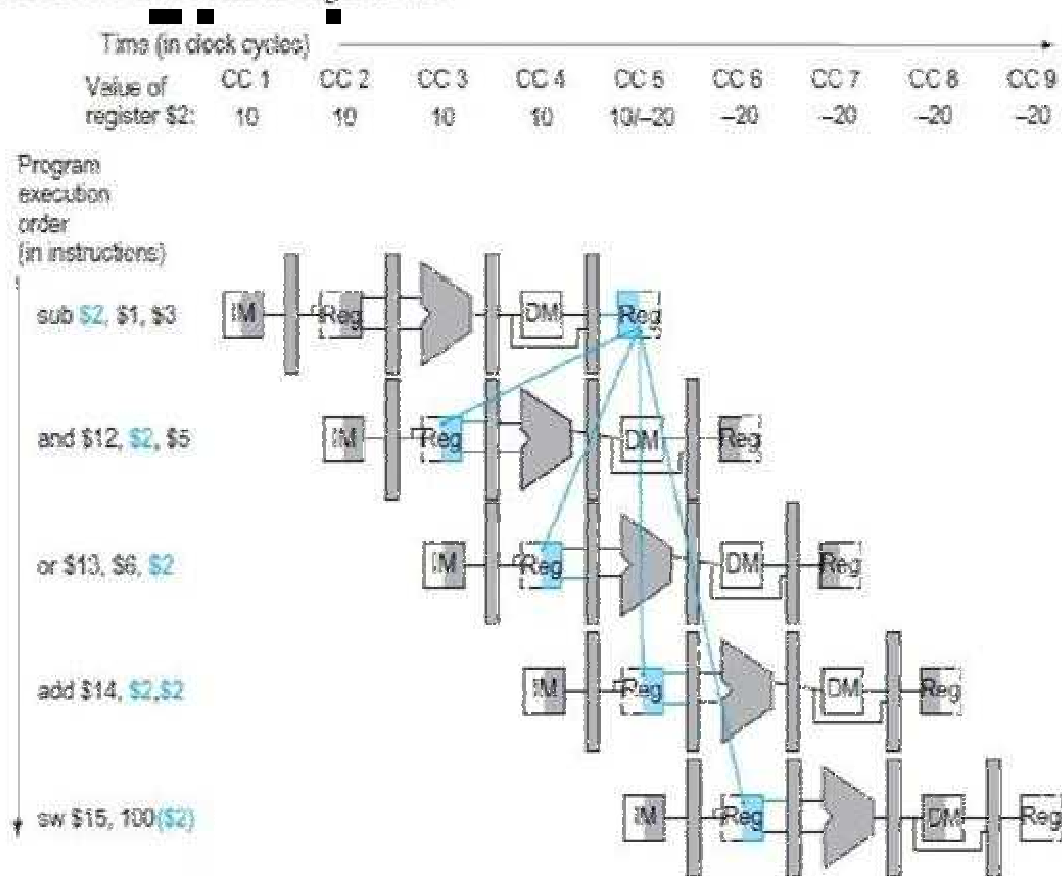 Time (in clock cycles)
CC 1 CC 2 CC 3 CC 4 CC 5 CC 6 CC 7 CC 8 CC 9
Value of
register $2: 10 10 10 10 10/–20 –20 –20 –20 –20
Program
execution
order
(in instructions)
sub $2, $1, $3 IM Reg DM Reg
and $12, $2, $5 IM Reg DM Reg
or $13, $6, $2 IM Reg DM Reg
add $14, $2,$2 IM Reg DM Reg
sw $15, 100($2) IM Reg DM Reg